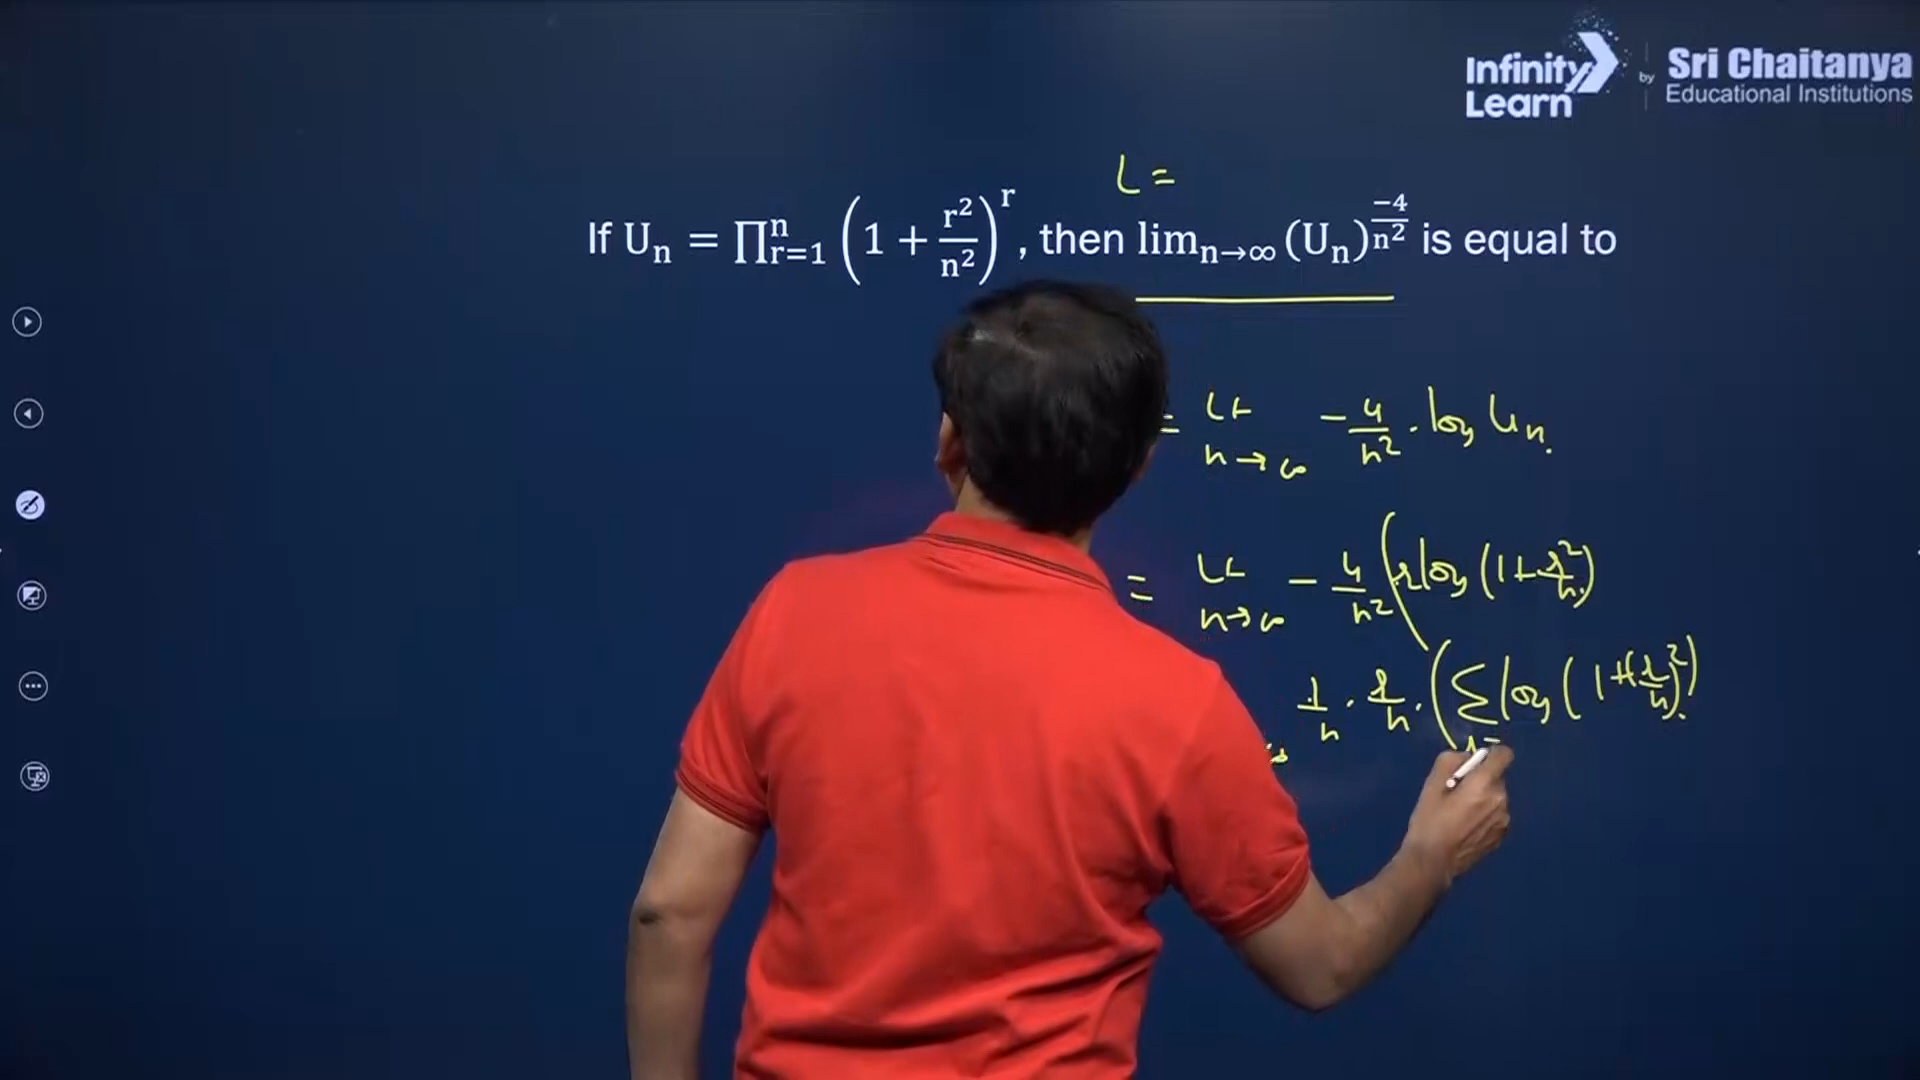 Infinity Learn by Sri Chaitanya Educational Institutions
L =
If Uₙ = ∏ⁿᵣ₌₁ (1 + r²/n²)ʳ, then limₙ→∞ (Uₙ)^(-4/n²) is equal to
= Lt n→∞ - 4/n² . log Uₙ.
= Lt n→∞ - 4/n² (r log (1 + r²/n)
1/n . r/n . (Σ log (1 + (r/n)²)
r=